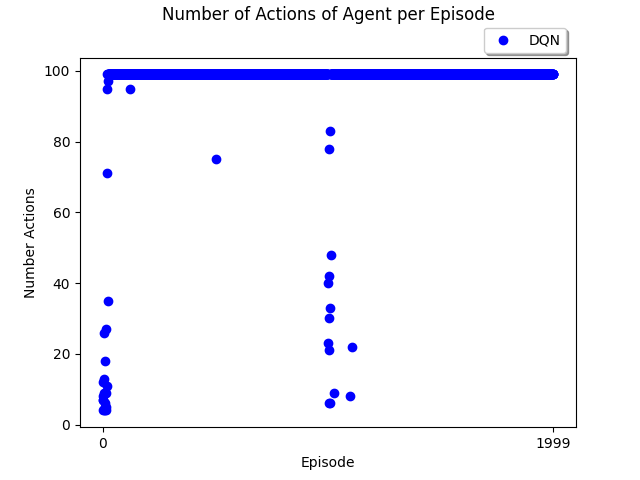 Number of Actions of Agent per Episode
DQN
100
80
60
40
20
0
Number Actions
0
1999
Episode